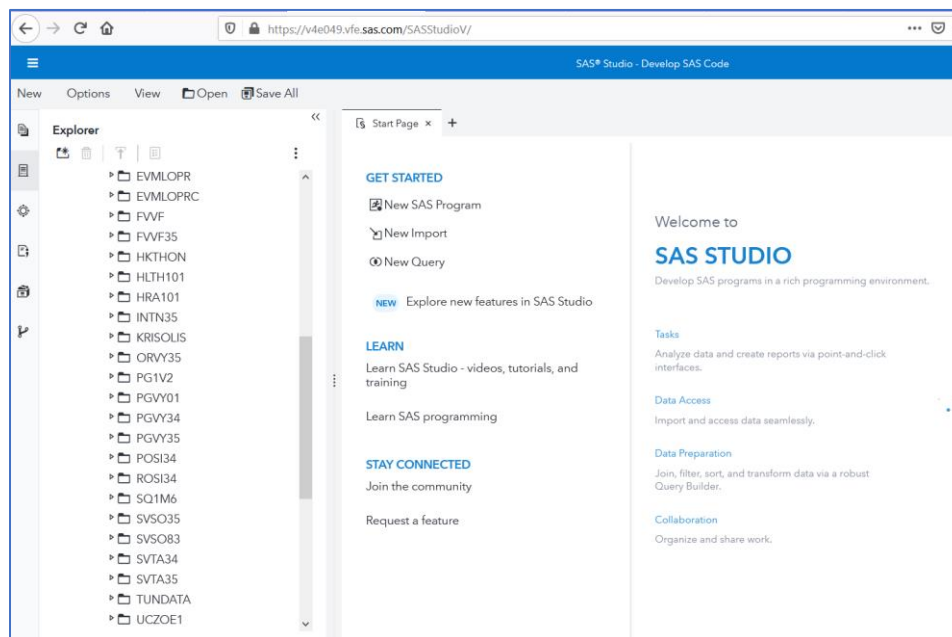 https://v4e049.vfe.sas.com/SASStudioV/
SAS® Studio - Develop SAS Code
New Options View Open Save All
Explorer
EVMLOPR
EVMLOPRC
FVVF
FVVF35
HKTHON
HLTH101
HRA101
INTN35
KRISOLIS
ORVY35
PG1V2
PGVY01
PGVY34
PGVY35
POSI34
ROSI34
SQ1M6
SVSO35
SVSO83
SVTA34
SVTA35
TUNDATA
UCZOE1
Start Page
GET STARTED
New SAS Program
New Import
New Query
NEW Explore new features in SAS Studio
LEARN
Learn SAS Studio - videos, tutorials, and
training
Learn SAS programming
STAY CONNECTED
Join the community
Request a feature
Welcome to
SAS STUDIO
Develop SAS programs in a rich programming environment.
Tasks
Analyze data and create reports via point-and-click
interfaces.
Data Access
Import and access data seamlessly.
Data Preparation
Join, filter, sort, and transform data via a robust
Query Builder.
Collaboration
Organize and share work.